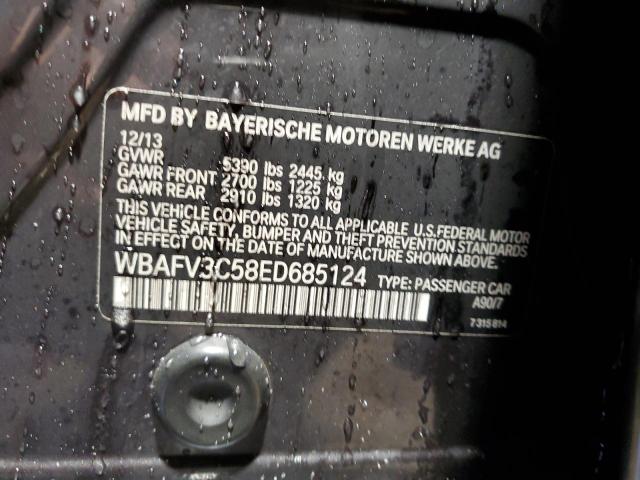 MFD BY BAYERISCHE MOTOREN WERKE AG
12/13
GVWR 5390 lbs 2445 kg
GAWR FRONT 2700 lbs 1225 kg
GAWR REAR 2910 lbs 1320 kg
THIS VEHICLE CONFORMS TO ALL APPLICABLE U.S.FEDERAL MOTOR
VEHICLE SAFETY, BUMPER, AND THEFT PREVENTION STANDARDS
IN EFFECT ON THE DATE OF MANUFACTURE SHOWN ABOVE.
WBAFV3C58ED685124 TYPE: PASSENGER CAR
A90/7
7315814